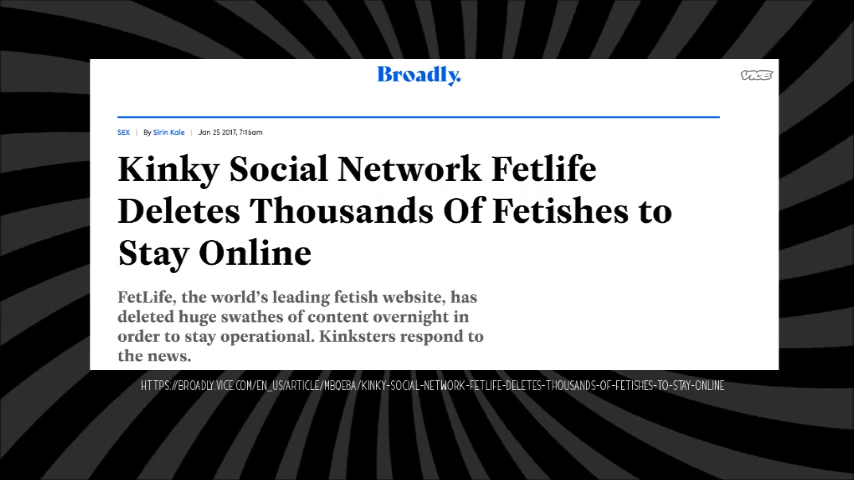 Broadly.
VICE
SEX | By Sirin Kale | Jan 25 2017, 7:16am
Kinky Social Network Fetlife
Deletes Thousands Of Fetishes to
Stay Online
FetLife, the world's leading fetish website, has
deleted huge swathes of content overnight in
order to stay operational. Kinksters respond to
the news.
HTTPS://BROADLY.VICE.COM/EN_US/ARTICLE/MBQEBA/KINKY-SOCIAL-NETWORK-FETLIFE-DELETES-THOUSANDS-OF-FETISHES-TO-STAY-ONLINE